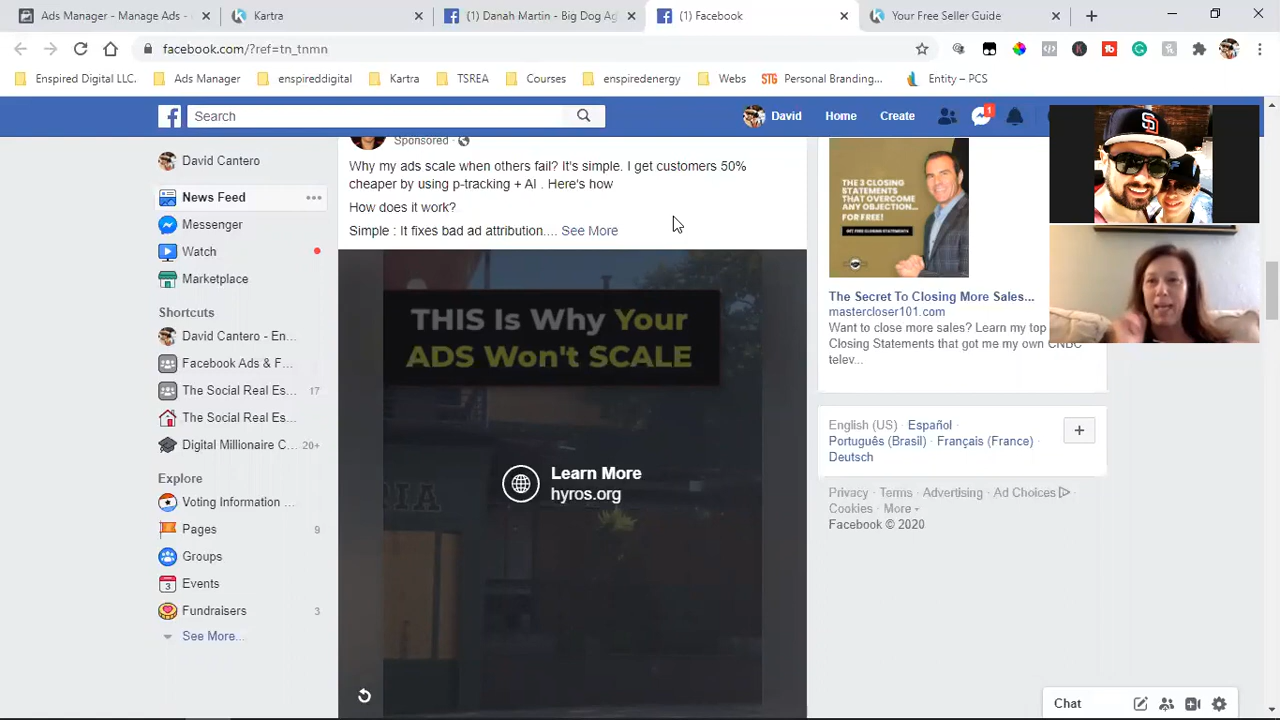 Ads Manager - Manage Ads -
Kartra
(1) Danah Martin - Big Dog Ag
(1) Facebook
Your Free Seller Guide
facebook.com/?ref=tn_tnmn
Enspired Digital LLC.
Ads Manager
enspireddigital
Kartra
TSREA
Courses
enspiredenergy
Webs
STG Personal Branding...
Entity – PCS
Search
David
Home
Create
1
David Cantero
News Feed
Messenger
Watch
Marketplace
Shortcuts
David Cantero - En...
Facebook Ads & F...
The Social Real Es... 17
The Social Real Es...
Digital Millionaire C... 20+
Explore
Voting Information ...
Pages 9
Groups
Events
Fundraisers 3
See More...
Sponsored
Why my ads scale when others fail? It's simple. I get customers 50%
cheaper by using p-tracking + AI . Here's how
How does it work?
Simple : It fixes bad ad attribution.... See More
THIS Is Why Your
ADS Won't SCALE
Learn More
hyros.org
THE 3 CLOSING
STATEMENTS
THAT OVERCOME
ANY OBJECTION...
FOR FREE!
GET FREE CLOSING STATEMENTS
The Secret To Closing More Sales...
mastercloser101.com
Want to close more sales? Learn my top
Closing Statements that got me my own CNBC
telev...
English (US) · Español ·
Português (Brasil) · Français (France) ·
Deutsch
Privacy · Terms · Advertising · Ad Choices ·
Cookies · More
Facebook © 2020
Chat